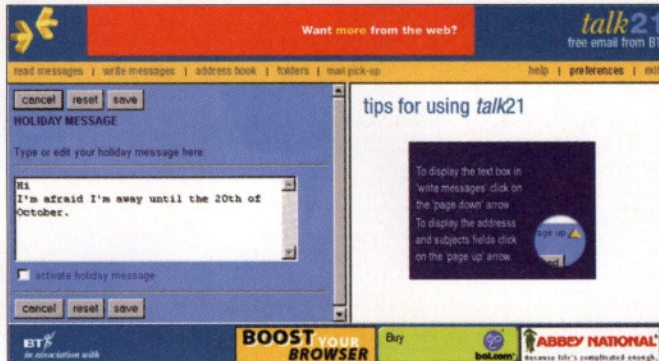 Want more from the web?
talk21
free email from BT
read messages | write messages | address book | folders | mail pick-up
help | preferences |
cancel reset save
HOLIDAY MESSAGE
Type or edit your holiday message here:
Hi
I'm afraid I'm away until the 20th of
October.
activate holiday message
cancel reset save
tips for using talk21
To display the text box in
'write messages' click on
the 'page down' arrow
To display the addresss
and subjects fields click
on the 'page up' arrow
age up
BT
in association with
BOOST YOUR
BROWSER
Buy
bol.com
ABBEY NATIONAL
Because life's complicated enough.